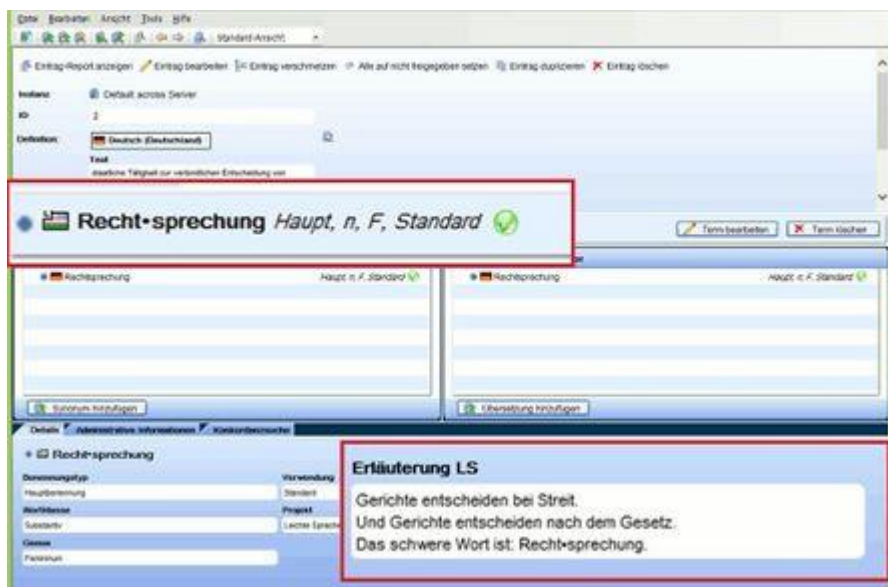 Datei Bearbeiten Ansicht Tools Hilfe
Standard-Ansicht
Eintrag-Report anzeigen Eintrag bearbeiten Eintrag verschmelzen Alle auf nicht freigegeben setzen Eintrag duplizieren Eintrag löschen
Instanz: Default across Server
ID: 2
Definition: Deutsch (Deutschland)
Text
staatliche Tätigkeit zur verbindlichen Entscheidung von
Recht•sprechung Haupt, n, F, Standard
Term bearbeiten Term löschen
Rechtsprechung Haupt, n, F, Standard
Rechtsprechung Haupt, n, F, Standard
Synonym hinzufügen Übersetzung hinzufügen
Details Administrative Informationen Konkordanzsuche
Recht•sprechung
Benennungstyp Verwendung
Hauptbenennung Standard
Wortklasse Projekt
Substantiv Leichte Sprache
Genus
Femininum
Erläuterung LS
Gerichte entscheiden bei Streit.
Und Gerichte entscheiden nach dem Gesetz.
Das schwere Wort ist: Recht•sprechung.